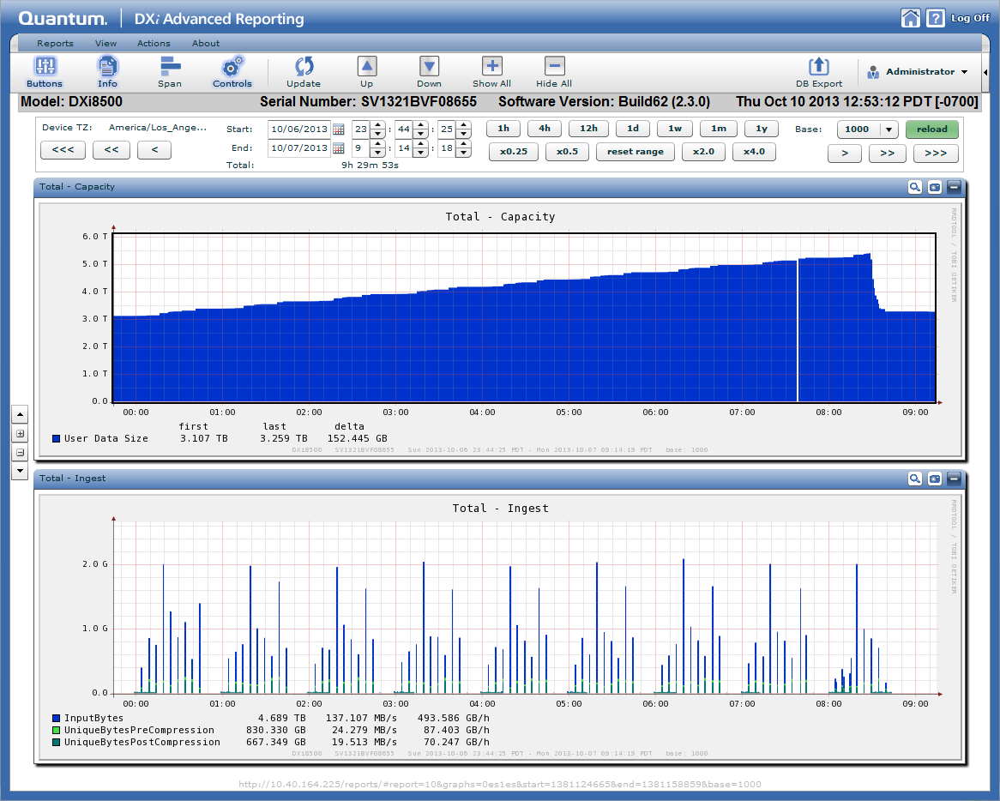 Quantum. DXi Advanced Reporting Log Off
Reports View Actions About
Buttons Info Span Controls Update Up Down Show All Hide All DB Export Administrator
Model: DXi8500 Serial Number: SV1321BVF08655 Software Version: Build62 (2.3.0) Thu Oct 10 2013 12:53:12 PDT [-0700]
Device TZ: America/Los_Ange... Start: 10/06/2013 23 : 44 : 25 1h 4h 12h 1d 1w 1m 1y Base: 1000 reload
<<< << < End: 10/07/2013 9 : 14 : 18 x0.25 x0.5 reset range x2.0 x4.0 > >> >>>
Total: 9h 29m 53s
Total - Capacity
Total - Capacity
RRDTOOL / TOBI OETIKER
6.0 T
5.0 T
4.0 T
3.0 T
2.0 T
1.0 T
0.0
00:00 01:00 02:00 03:00 04:00 05:00 06:00 07:00 08:00 09:00
first last delta
User Data Size 3.107 TB 3.259 TB 152.445 GB
DXi8500 SV1321BVF08655 Sun 2013-10-06 23:44:25 PDT - Mon 2013-10-07 09:14:19 PDT base: 1000
Total - Ingest
Total - Ingest
RRDTOOL / TOBI OETIKER
2.0 G
1.0 G
0.0
00:00 01:00 02:00 03:00 04:00 05:00 06:00 07:00 08:00 09:00
InputBytes 4.689 TB 137.107 MB/s 493.586 GB/h
UniqueBytesPreCompression 830.330 GB 24.279 MB/s 87.403 GB/h
UniqueBytesPostCompression 667.349 GB 19.513 MB/s 70.247 GB/h
DXi8500 SV1321BVF08655 Sun 2013-10-06 23:44:25 PDT - Mon 2013-10-07 09:14:19 PDT base: 1000
http://10.40.164.225/reports/#report=10&graphs=0es1es&start=1381124665&end=1381158859&base=1000